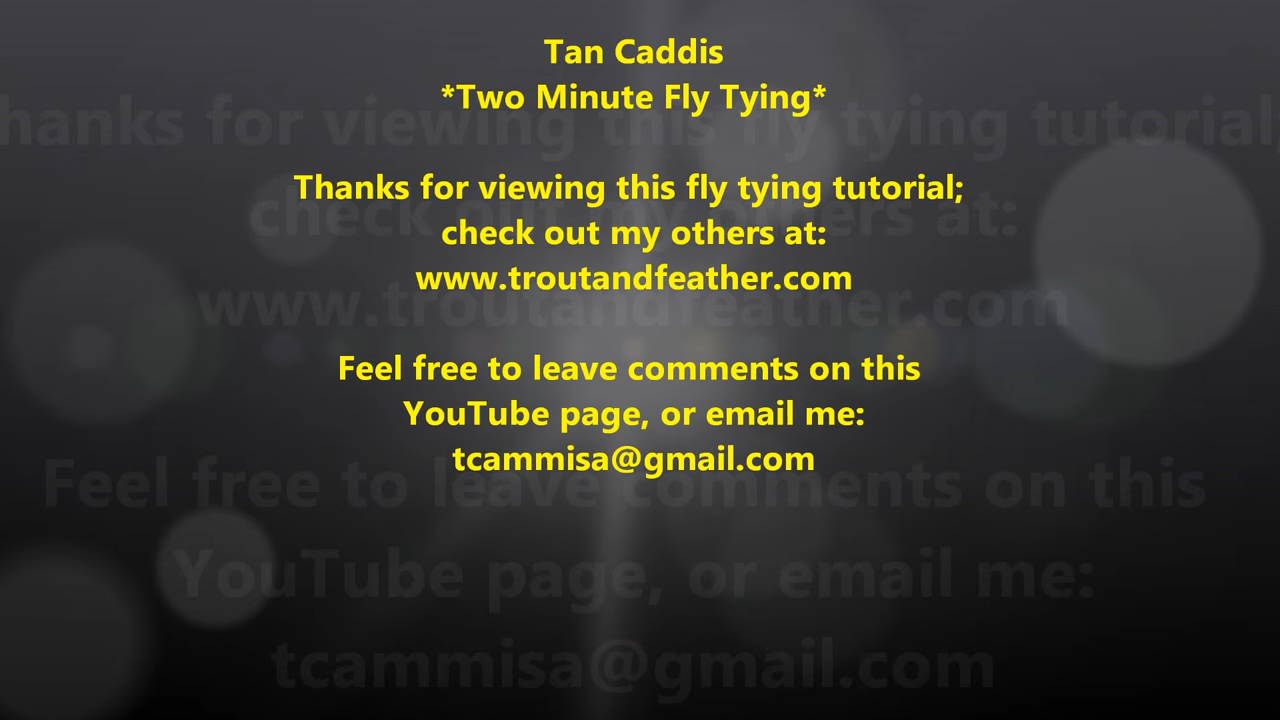 Tan Caddis
*Two Minute Fly Tying*
Thanks for viewing this fly tying tutorial;
check out my others at:
www.troutandfeather.com
Feel free to leave comments on this
YouTube page, or email me:
tcammisa@gmail.com